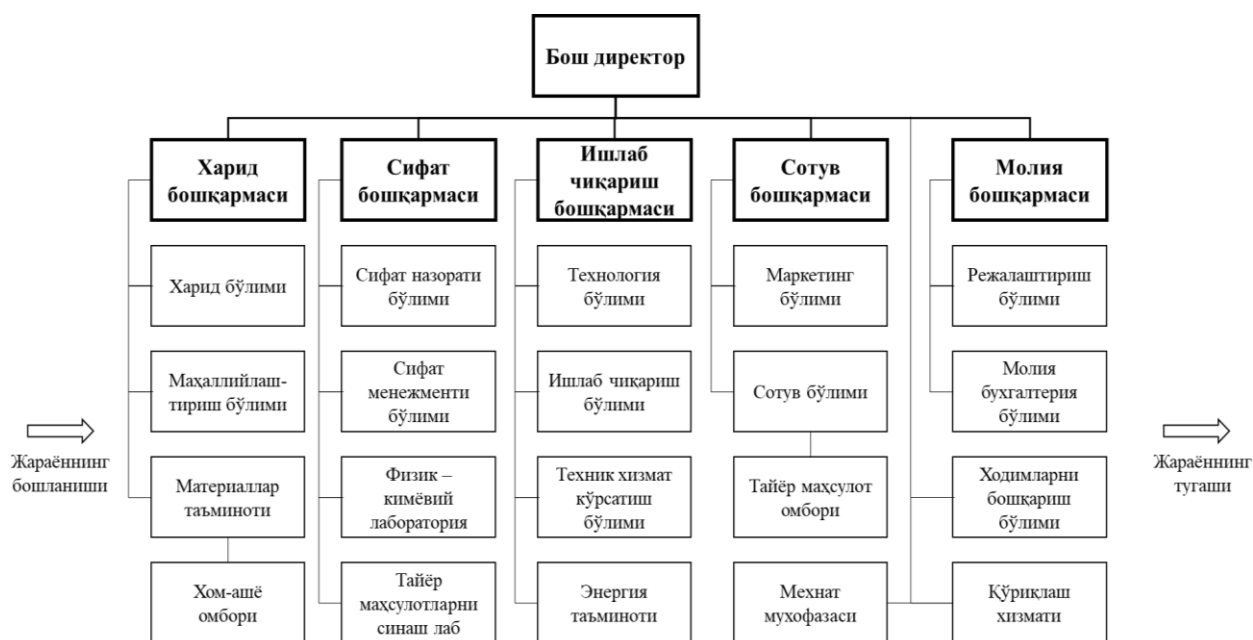 Бош директор
Харид
бошқармаси
Сифат
бошқармаси
Ишлаб
чиқариш
бошқармаси
Сотув
бошқармаси
Молия
бошқармаси
Харид бўлими
Сифат назорати
бўлими
Технология
бўлими
Маркетинг
бўлими
Режалаштириш
бўлими
Маҳаллийлаш-
тириш бўлими
Сифат
менежменти
бўлими
Ишлаб чиқариш
бўлими
Сотув бўлими
Молия
бухгалтерия
бўлими
Жараённинг
бошланиши
Материаллар
таъминоти
Физик –
кимёвий
лаборатория
Техник хизмат
кўрсатиш
бўлими
Тайёр маҳсулот
омбори
Ходимларни
бошқариш
бўлими
Жараённинг
тугаши
Хом-ашё
омбори
Тайёр
маҳсулотларни
синаш лаб
Энергия
таъминоти
Мехнат
мухофазаси
Қўриқлаш
хизмати